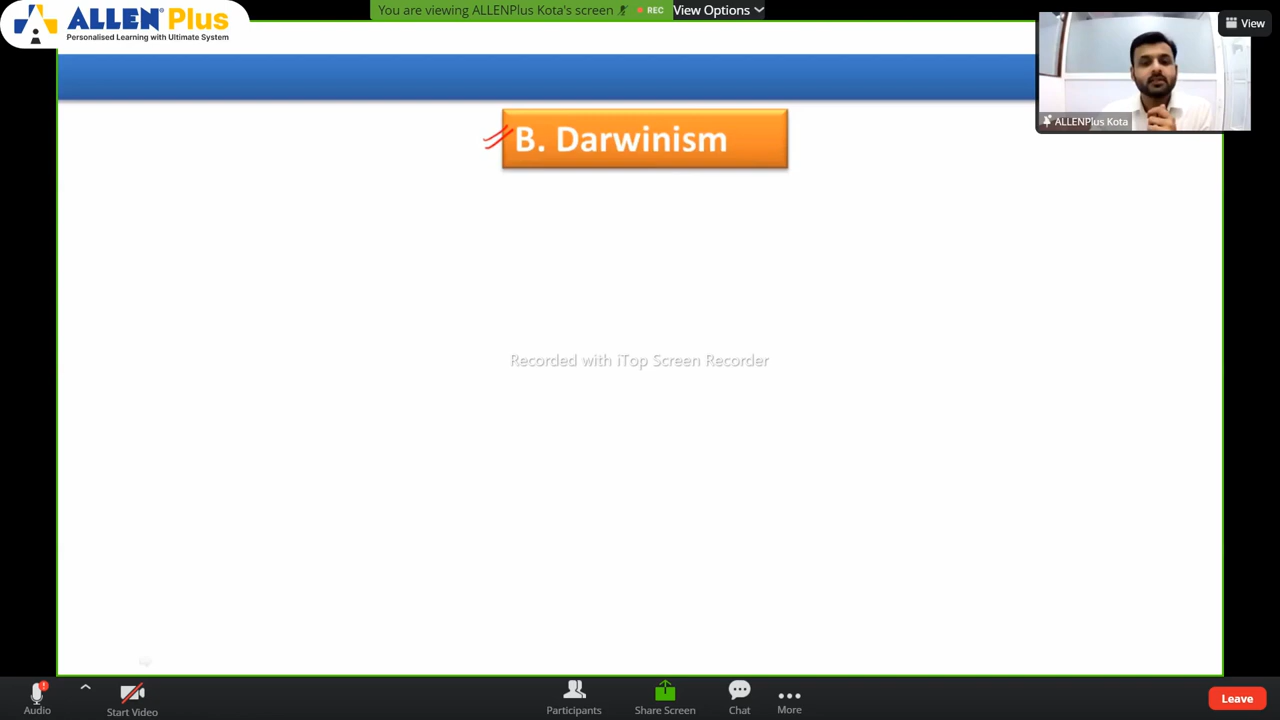 ALLEN Plus
Personalised Learning with Ultimate System
You are viewing ALLENPlus Kota's screen
REC
View Options
View
ALLENPlus Kota
B. Darwinism
Recorded with iTop Screen Recorder
Audio
Start Video
Participants
Share Screen
Chat
More
Leave